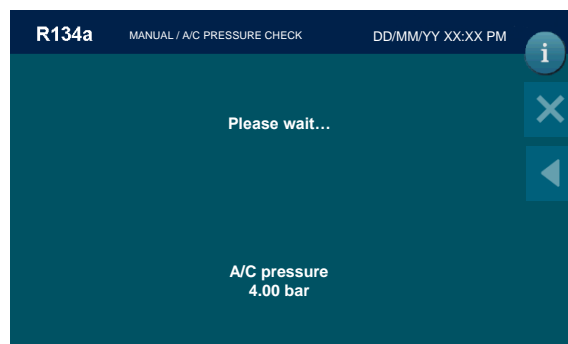 R134a MANUAL / A/C PRESSURE CHECK DD/MM/YY XX:XX PM
i
Please wait...
A/C pressure
4.00 bar